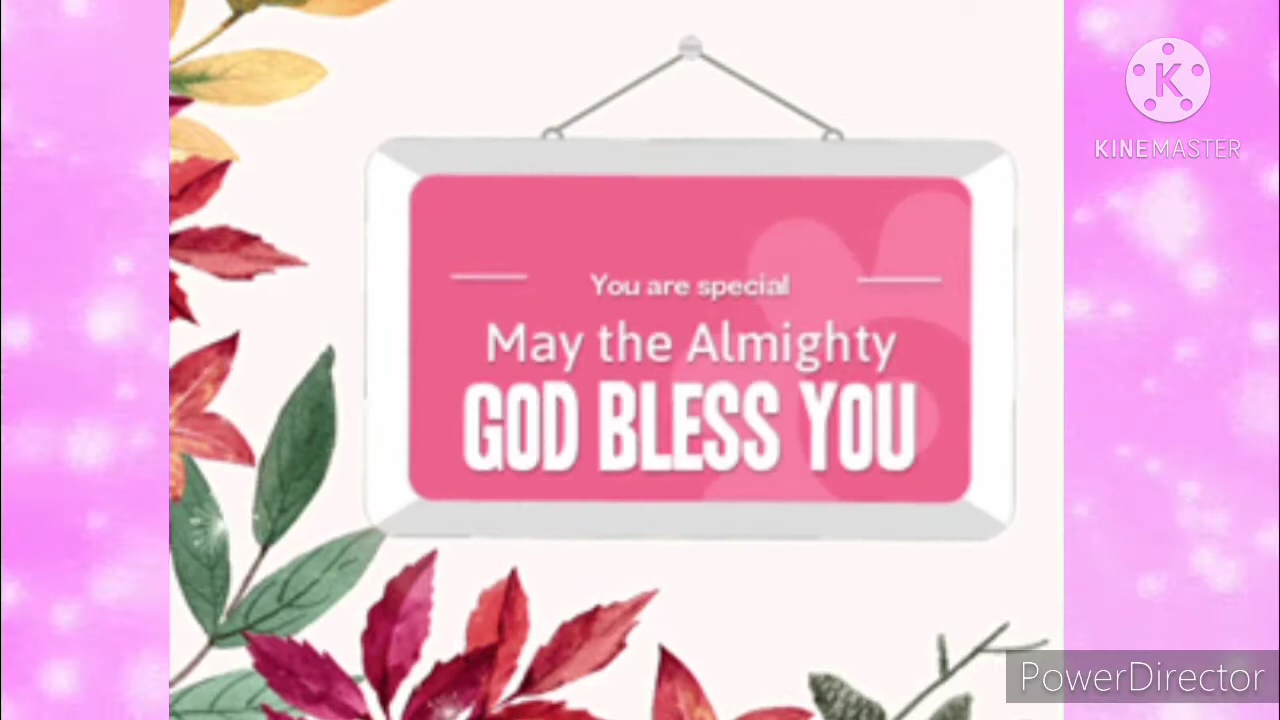 K
KINEMASTER
You are special
May the Almighty
GOD BLESS YOU
PowerDirector